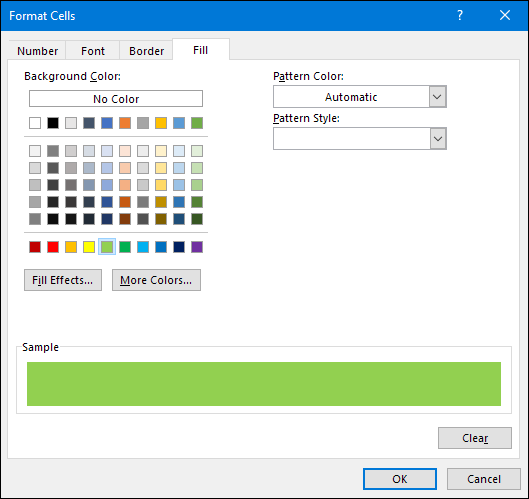 Format Cells
Number Font Border Fill
Background Color: Pattern Color:
No Color Automatic
Pattern Style:
Fill Effects... More Colors...
Sample
Clear
OK Cancel